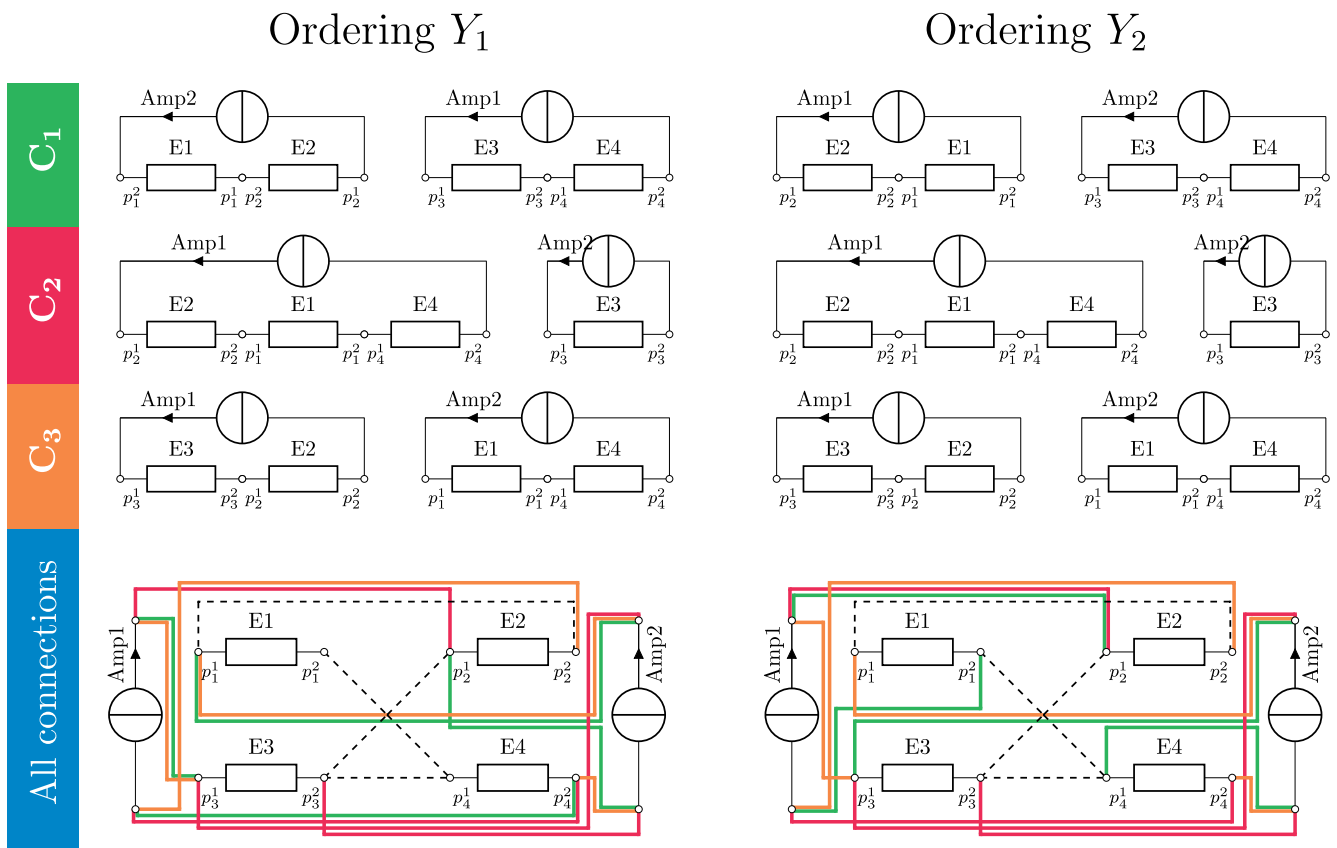 Ordering Y₁ Ordering Y₂
C₁
Amp2 Amp1 Amp1 Amp2
E1 E2 E3 E4 E2 E1 E3 E4
p₁² p₁¹ p₂² p₂¹ p₃¹ p₃² p₄¹ p₄² p₂¹ p₂² p₁¹ p₁² p₃¹ p₃² p₄¹ p₄²
C₂
Amp1 Amp2 Amp1 Amp2
E2 E1 E4 E3 E2 E1 E4 E3
p₂¹ p₂² p₁¹ p₁² p₄¹ p₄² p₃¹ p₃² p₂¹ p₂² p₁¹ p₁² p₄¹ p₄² p₃¹ p₃²
C₃
Amp1 Amp2 Amp1 Amp2
E3 E2 E1 E4 E3 E2 E1 E4
p₃¹ p₃² p₂¹ p₂² p₁¹ p₁² p₄¹ p₄² p₃¹ p₃² p₂¹ p₂² p₁¹ p₁² p₄¹ p₄²
All connections
E1 E2 E1 E2
Amp1 Amp2 Amp1 Amp2
p₁¹ p₁² p₂¹ p₂² p₁¹ p₁² p₂¹ p₂²
E3 E4 E3 E4
p₃¹ p₃² p₄¹ p₄² p₃¹ p₃² p₄¹ p₄²